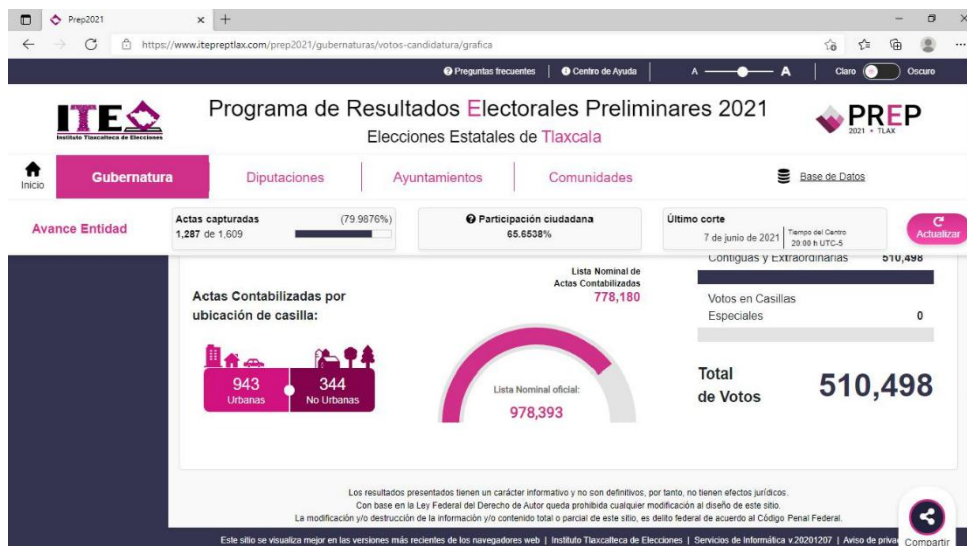 Prep2021
https://www.itepreptlax.com/prep2021/gubernaturas/votos-candidatura/grafica
Preguntas frecuentes | Centro de Ayuda | A A | Claro Oscuro
ITE
Instituto Tlaxcalteca de Elecciones
Programa de Resultados Electorales Preliminares 2021
Elecciones Estatales de Tlaxcala
PREP
2021 • TLAX
Inicio
Gubernatura
Diputaciones
Ayuntamientos
Comunidades
Base de Datos
Avance Entidad
Actas capturadas (79.9876%)
1,287 de 1,609
Participación ciudadana
65.6538%
Último corte
7 de junio de 2021
Tiempo del Centro
20:00 h UTC-5
Actualizar
Actas Contabilizadas por
ubicación de casilla:
943
Urbanas
344
No Urbanas
Lista Nominal de
Actas Contabilizadas
778,180
Lista Nominal oficial:
978,393
Contiguas y Extraordinarias 510,498
Votos en Casillas
Especiales 0
Total
de Votos 510,498
Los resultados presentados tienen un carácter informativo y no son definitivos, por tanto, no tienen efectos jurídicos.
Con base en la Ley Federal del Derecho de Autor queda prohibida cualquier modificación al diseño de este sitio.
La modificación y/o destrucción de la información y/o contenido total o parcial de este sitio, es delito federal de acuerdo al Código Penal Federal.
Compartir
Este sitio se visualiza mejor en las versiones más recientes de los navegadores web | Instituto Tlaxcalteca de Elecciones | Servicios de Informática v.20201207 | Aviso de